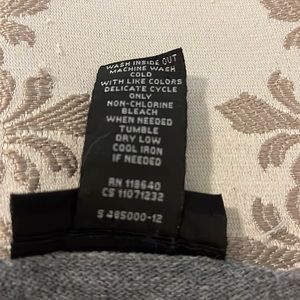 WASH INSIDE OUT
MACHINE WASH
COLD
WITH LIKE COLORS
DELICATE CYCLE
ONLY
NON-CHLORINE
BLEACH
WHEN NEEDED
TUMBLE
DRY LOW
COOL IRON
IF NEEDED
RN 118640
CS 11071232
S 485000-12